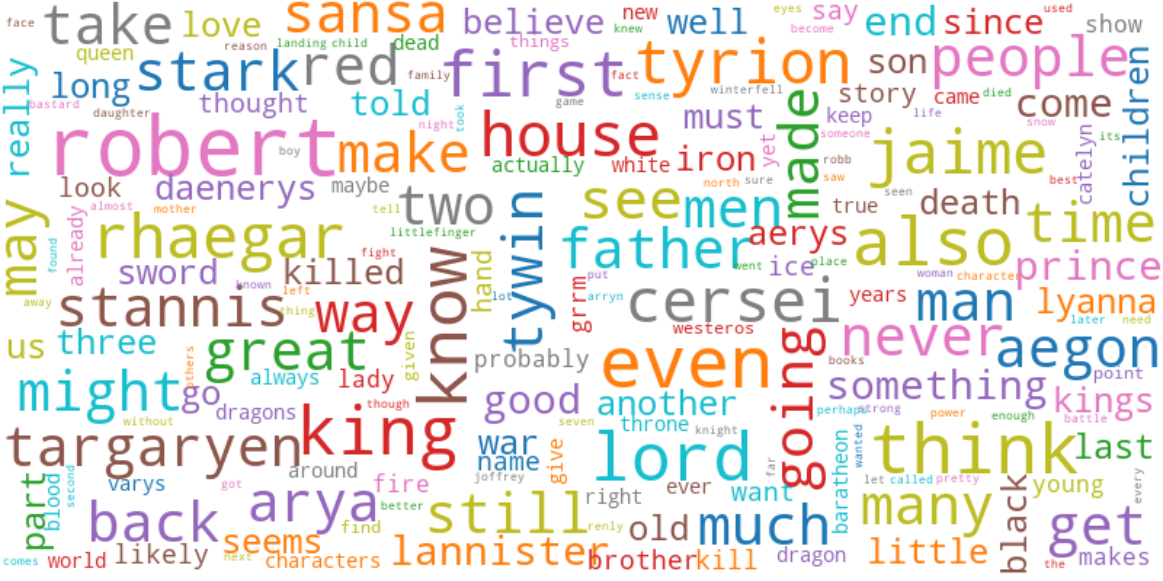 face
take
love
sansa
believe
new
knew
well
eyes
say
become
end
since
used
show
queen
reason
landing
child
dead
things
really
long
stark
red
family
first
fact
tyrion
son
people
children
bastard
daughter
thought
told
took
game
sense
winterfell
must
story
keep
came
died
life
come
snow
its
robert
boy
make
night
house
actually
white
iron
yet
made
someone
robb
saw
jaime
best
catelyn
look
daenerys
maybe
two
tywin
see
men
north
sure
true
seen
death
time
may
already
almost
mother
tell
littlefinger
found
rhaegar
fight
father
went
aerys
ice
place
also
woman
character
prince
sword
known
killed
left
know
hand
lot
put
grrm
arryn
cersei
years
man
lyanna
later
need
away
stannis
thing
way
westeros
going
never
aegon
us
three
others
great
given
probably
even
books
point
might
go
always
lady
though
good
another
something
kings
dragons
without
king
seven
throne
knight
perhaps
strong
power
enough
battle
targaryen
war
name
give
lord
far
baratheon
wanted
think
last
part
blood
second
varys
around
got
joffrey
fire
right
ever
want
let
called
pretty
black
young
every
back
arya
better
find
still
renly
old
much
many
get
comes
world
likely
seems
next
characters
lannister
brother
kill
dragon
little
the
makes